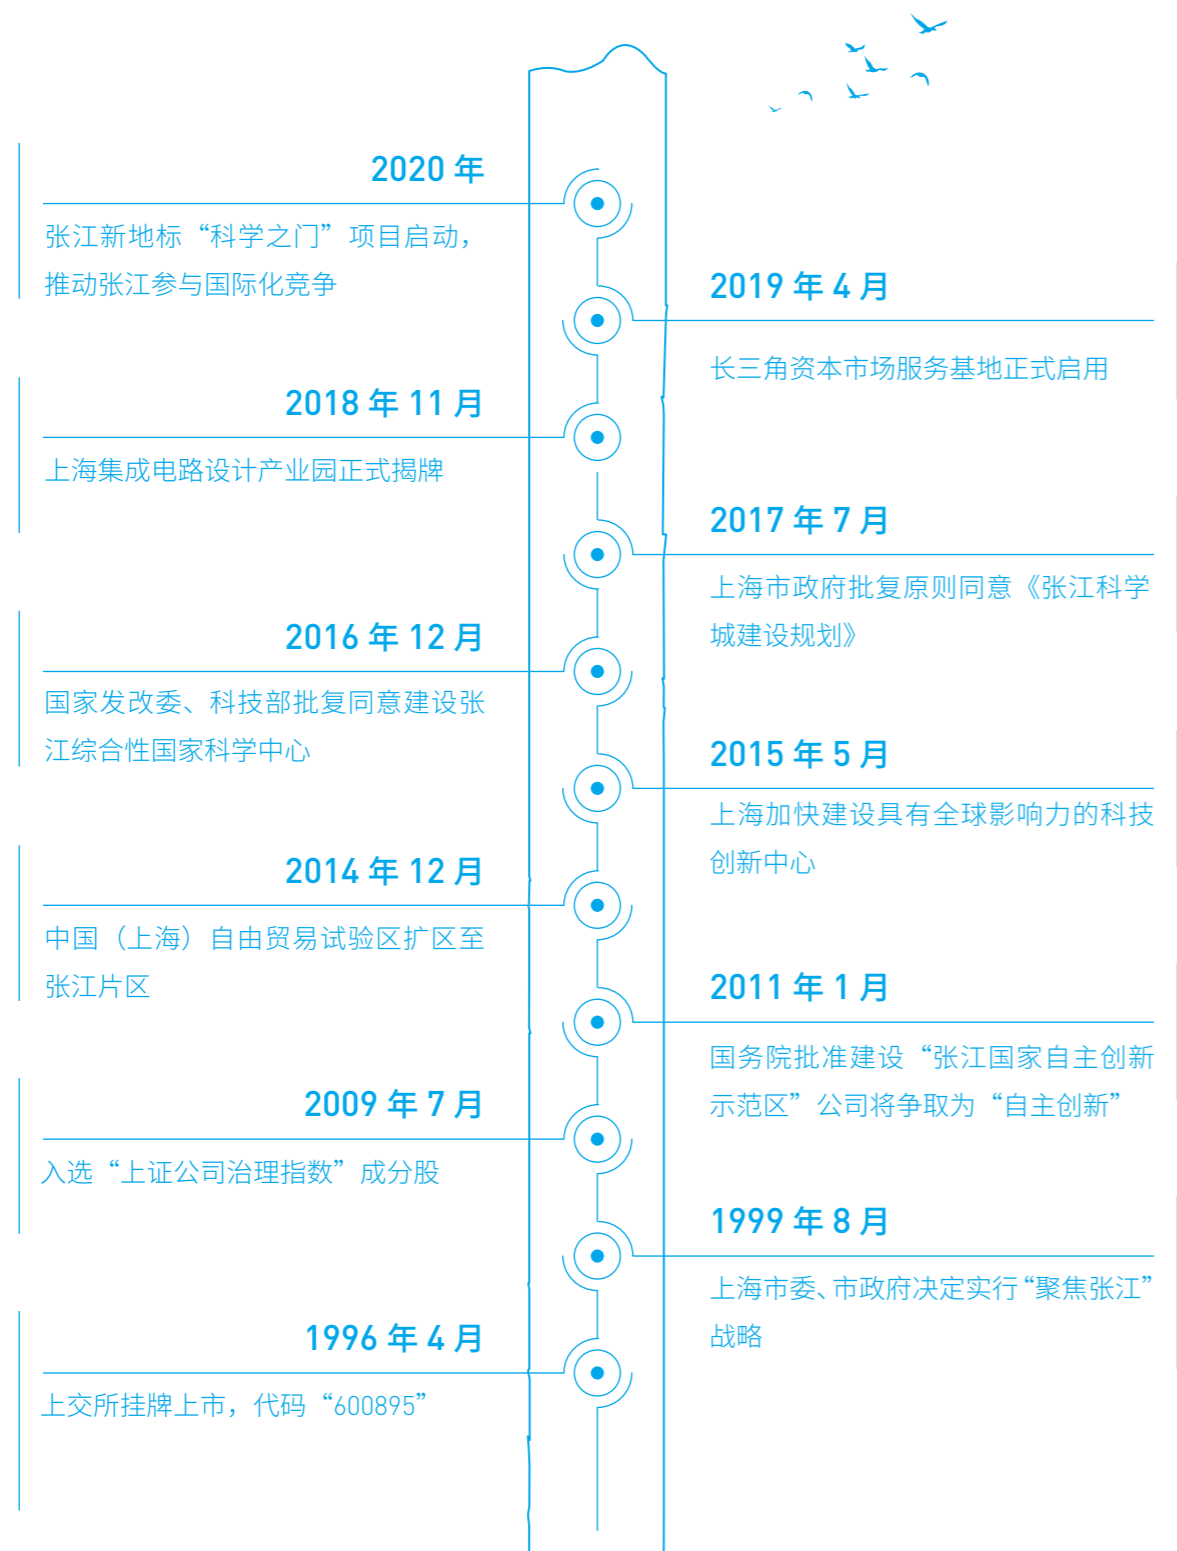 2020 年
张江新地标“科学之门”项目启动，
推动张江参与国际化竞争
2019 年 4 月
长三角资本市场服务基地正式启用
2018 年 11 月
上海集成电路设计产业园正式揭牌
2017 年 7 月
上海市政府批复原则同意《张江科学
城建设规划》
2016 年 12 月
国家发改委、科技部批复同意建设张
江综合性国家科学中心
2015 年 5 月
上海加快建设具有全球影响力的科技
创新中心
2014 年 12 月
中国（上海）自由贸易试验区扩区至
张江片区
2011 年 1 月
国务院批准建设“张江国家自主创新
示范区”公司将争取为“自主创新”
2009 年 7 月
入选“上证公司治理指数”成分股
1999 年 8 月
上海市委、市政府决定实行“聚焦张江”
战略
1996 年 4 月
上交所挂牌上市，代码“600895”